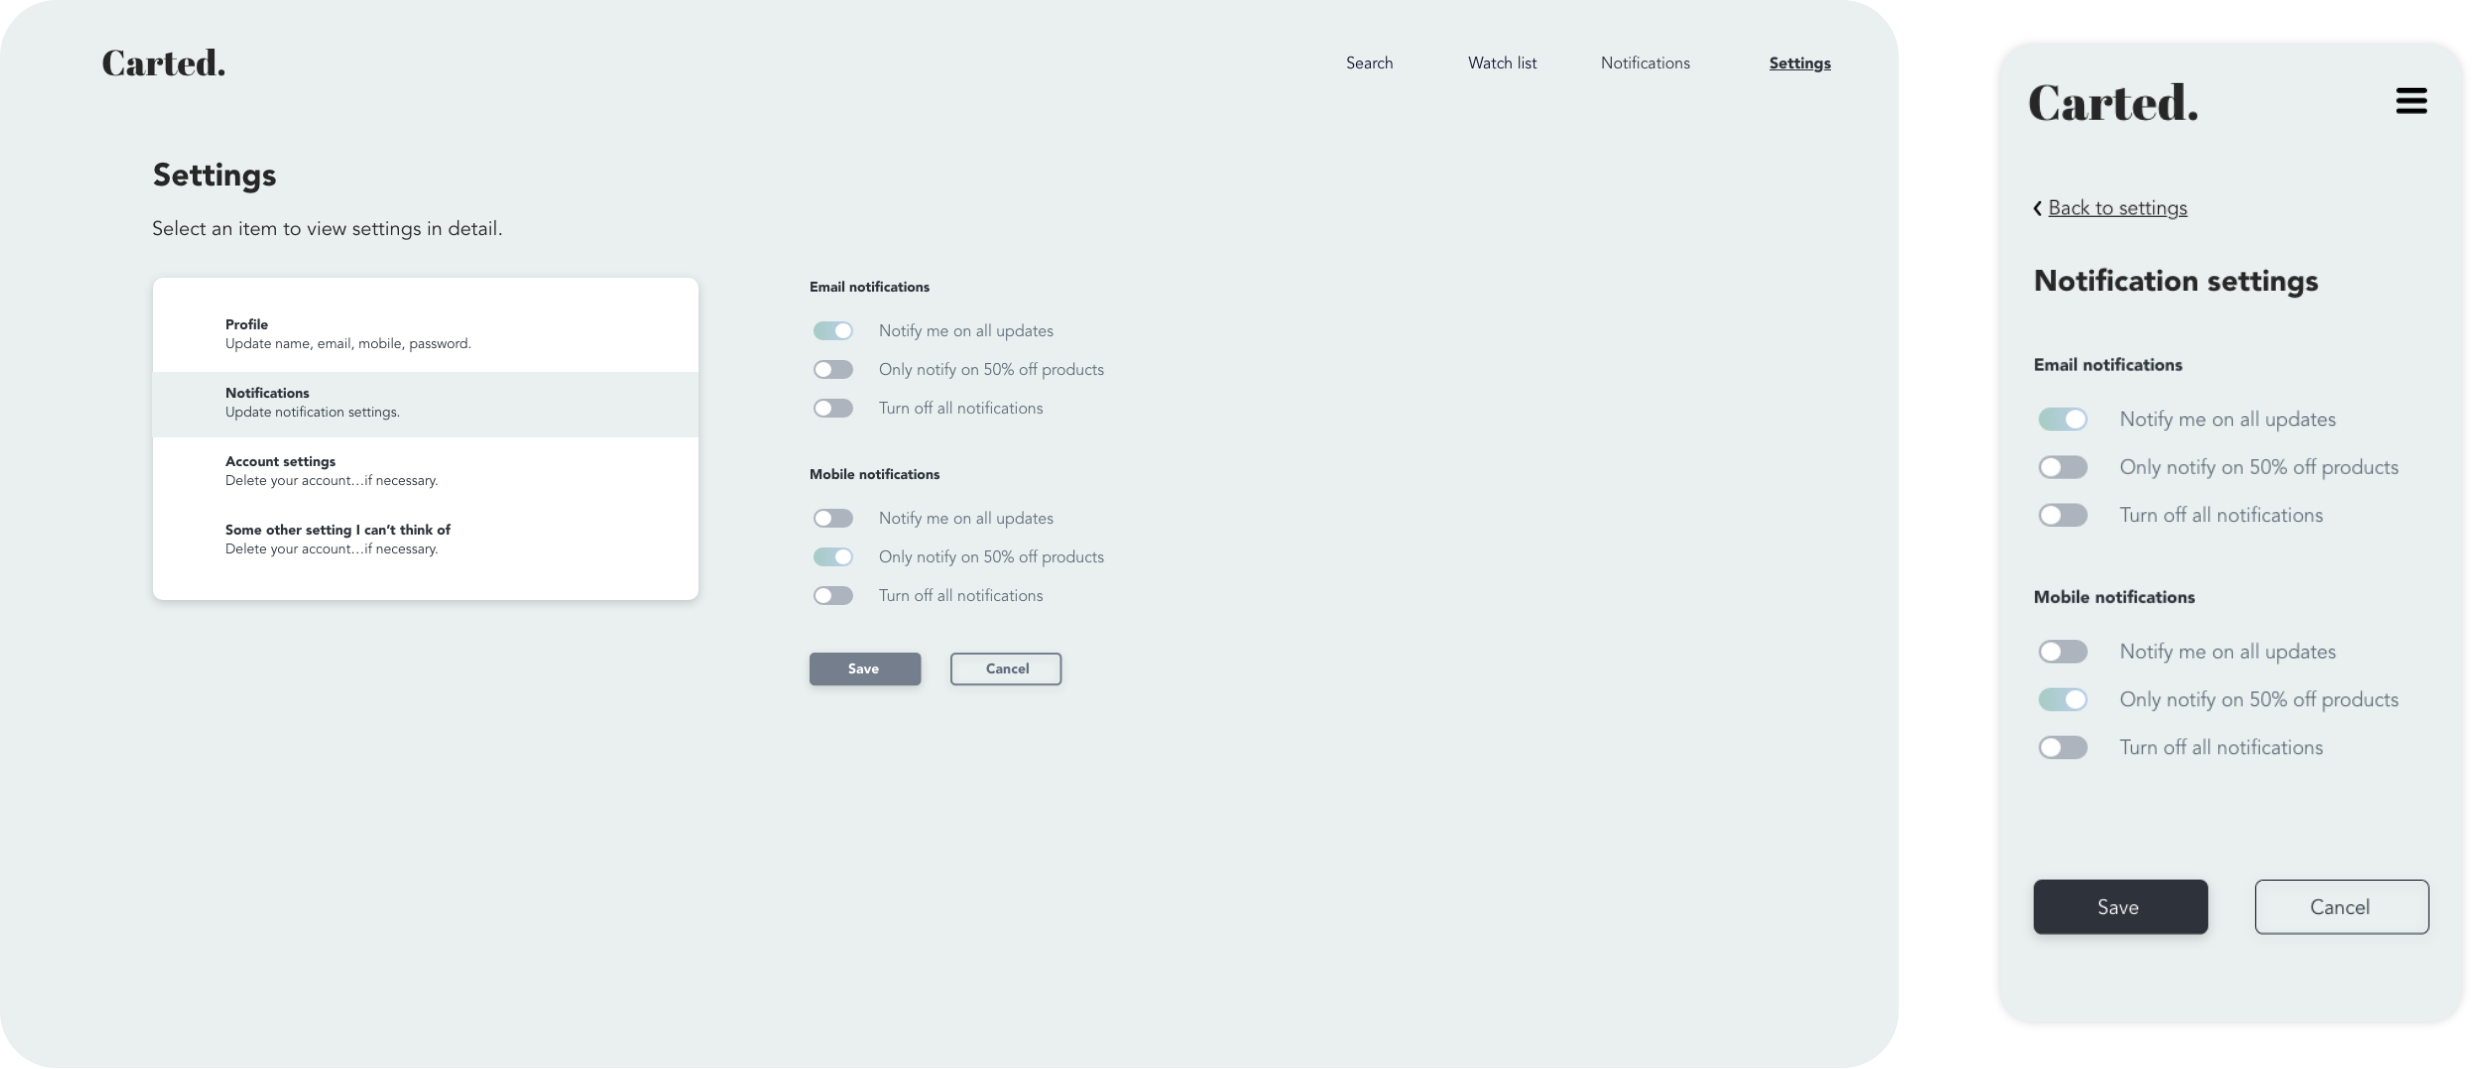 Carted.
Search
Watch list
Notifications
Settings
Settings
Select an item to view settings in detail.
Profile
Update name, email, mobile, password.
Notifications
Update notification settings.
Account settings
Delete your account...if necessary.
Some other setting I can't think of
Delete your account...if necessary.
Email notifications
Notify me on all updates
Only notify on 50% off products
Turn off all notifications
Mobile notifications
Notify me on all updates
Only notify on 50% off products
Turn off all notifications
Save
Cancel
Carted.
Back to settings
Notification settings
Email notifications
Notify me on all updates
Only notify on 50% off products
Turn off all notifications
Mobile notifications
Notify me on all updates
Only notify on 50% off products
Turn off all notifications
Save
Cancel